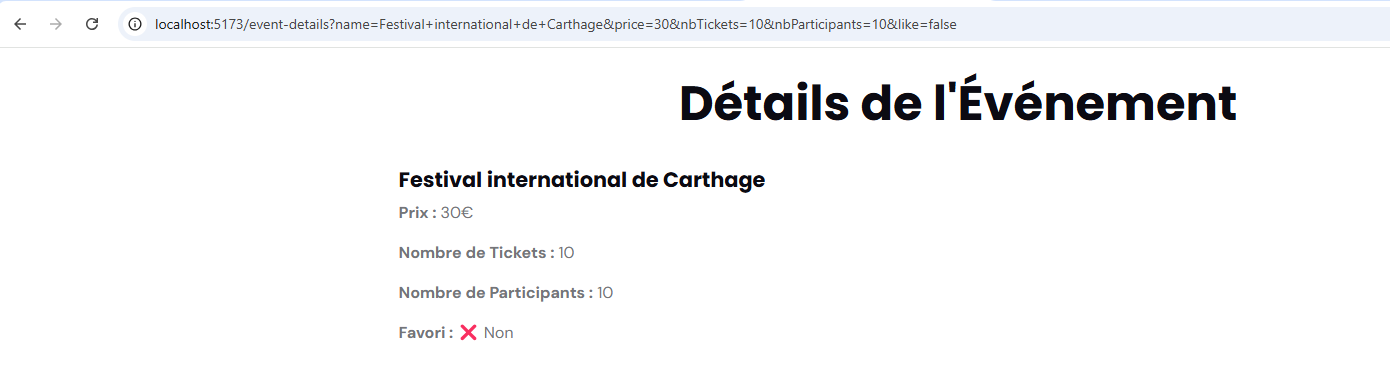 localhost:5173/event-details?name=Festival+international+de+Carthage&price=30&nbTickets=10&nbParticipants=10&like=false
Détails de l'Événement
Festival international de Carthage
Prix : 30€
Nombre de Tickets : 10
Nombre de Participants : 10
Favori : ❌ Non